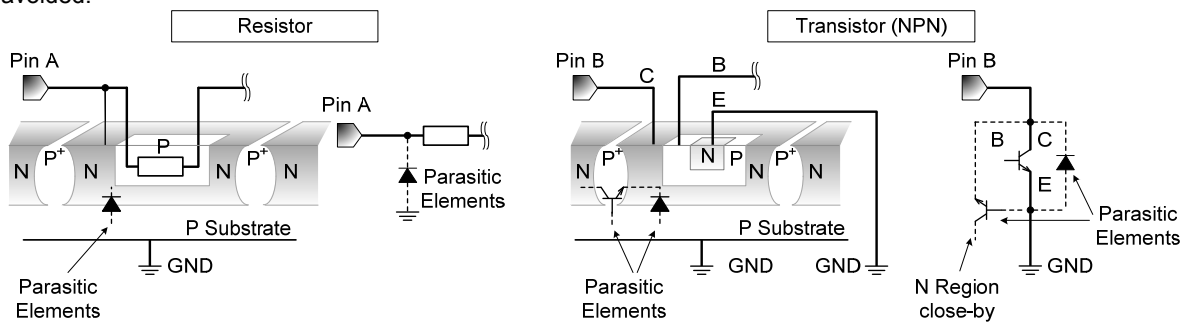 avoided.
Resistor
Transistor (NPN)
Pin A
Pin A
N
P+
N
P
N
P+
N
Parasitic
Elements
P Substrate
GND
Parasitic
Elements
Pin B
C
B
E
N
P+
N
N
P
N
P+
N
P Substrate
GND
GND
Parasitic
Elements
Pin B
B
C
E
Parasitic
Elements
GND
N Region
close-by